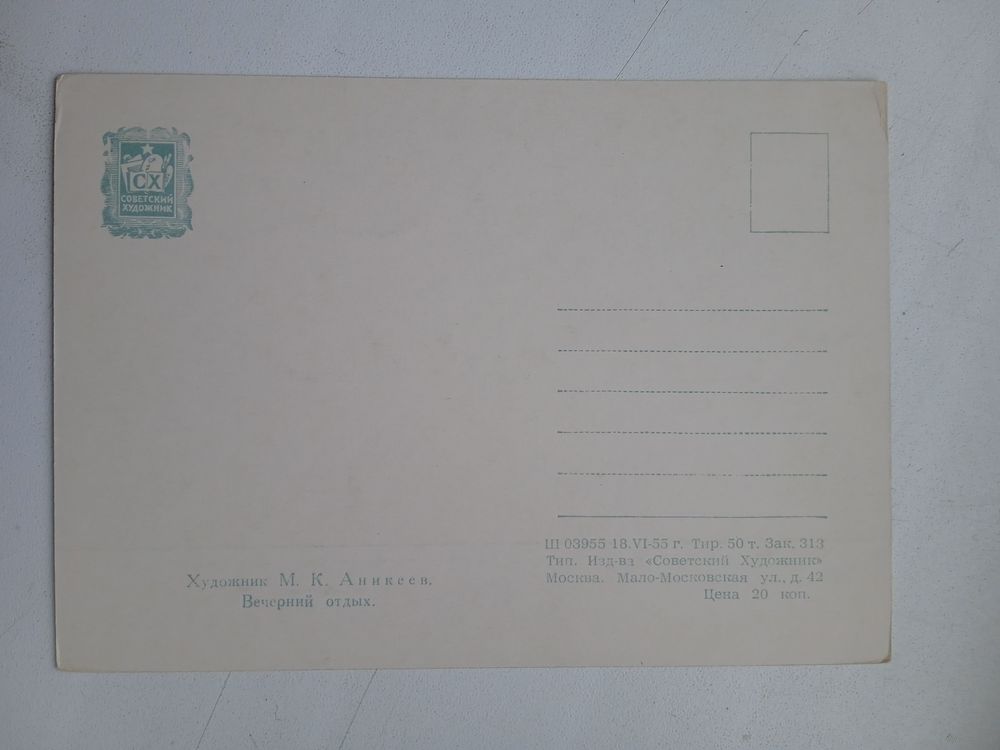 СХ
СОВЕТСКИЙ
ХУДОЖНИК
Художник М. К. Аникеев.
Вечерний отдых.
Ш 03955 18.VI-55 г. Тир. 50 т. Зак. 313
Тип. Изд-ва «Советский Художник»
Москва. Мало-Московская ул., д. 42
Цена 20 коп.